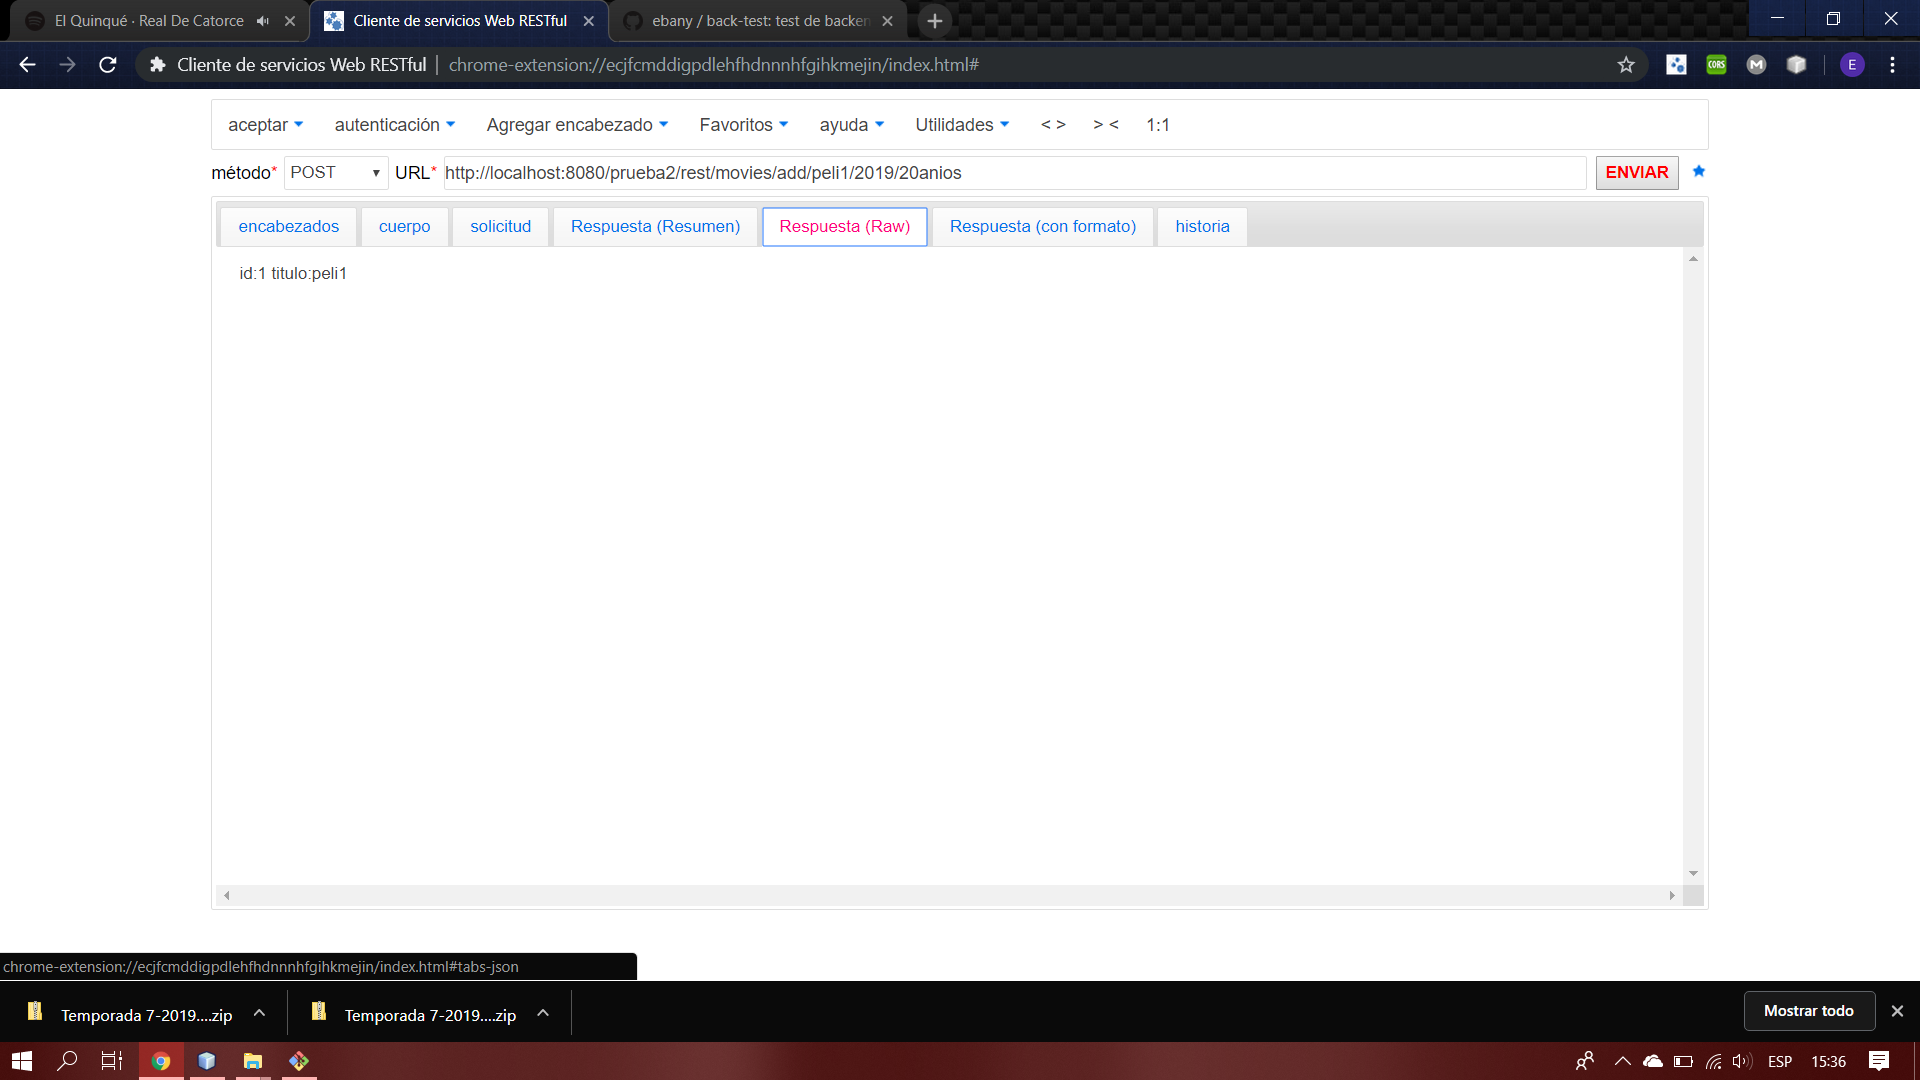 El Quinqué · Real De Catorce
Cliente de servicios Web RESTful
ebany / back-test: test de backen
Cliente de servicios Web RESTful | chrome-extension://ecjfcmddigpdlehfhdnnnhfgihkmejin/index.html#
CORS
M
E
aceptar autenticación Agregar encabezado Favoritos ayuda Utilidades < > > < 1:1
método* POST URL* http://localhost:8080/prueba2/rest/movies/add/peli1/2019/20anios ENVIAR
encabezados cuerpo solicitud Respuesta (Resumen) Respuesta (Raw) Respuesta (con formato) historia
id:1 titulo:peli1
chrome-extension://ecjfcmddigpdlehfhdnnnhfgihkmejin/index.html#tabs-json
Temporada 7-2019....zip Temporada 7-2019....zip Mostrar todo
ESP 15:36